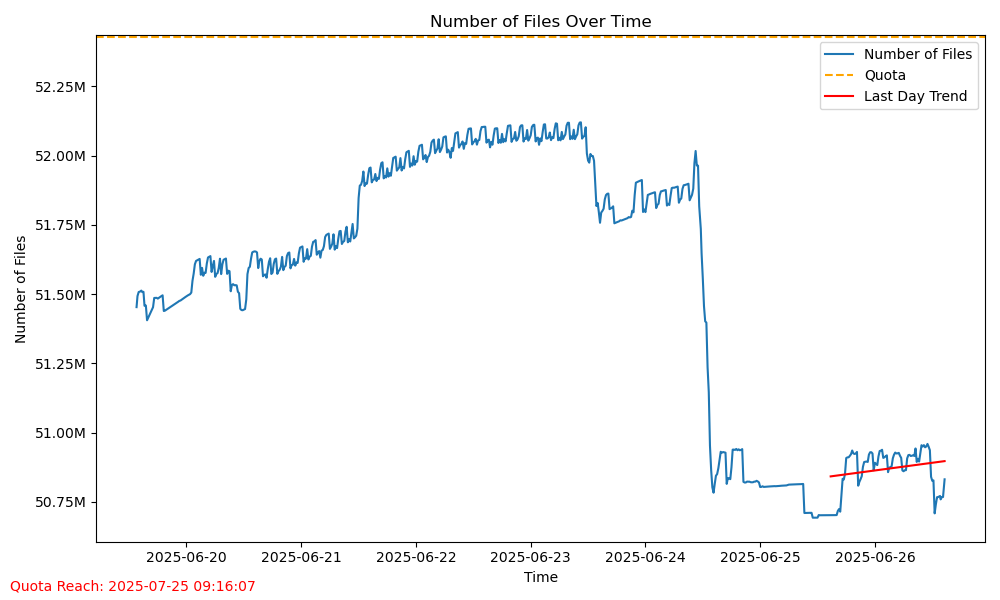 Number of Files Over Time
Number of Files
Quota
Last Day Trend
52.25M
52.00M
51.75M
51.50M
51.25M
51.00M
50.75M
Number of Files
2025-06-20 2025-06-21 2025-06-22 2025-06-23 2025-06-24 2025-06-25 2025-06-26
Time
Quota Reach: 2025-07-25 09:16:07